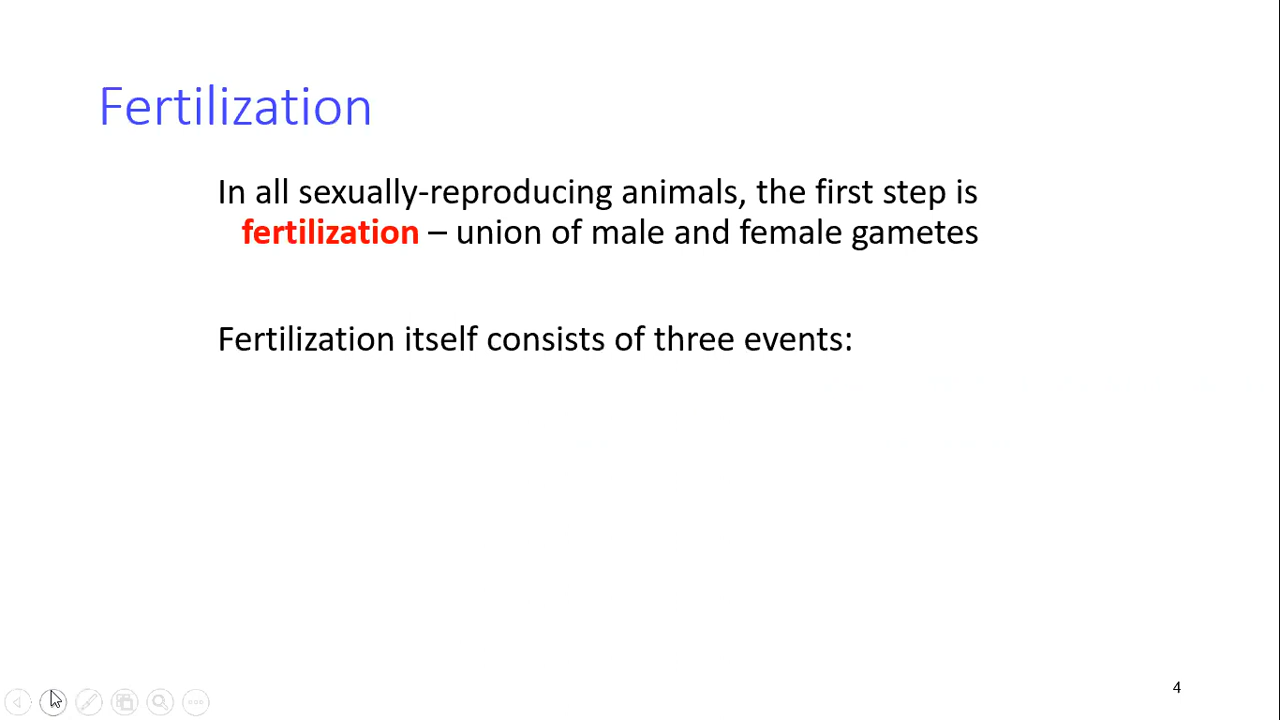 Fertilization
In all sexually-reproducing animals, the first step is
fertilization – union of male and female gametes
Fertilization itself consists of three events:
4